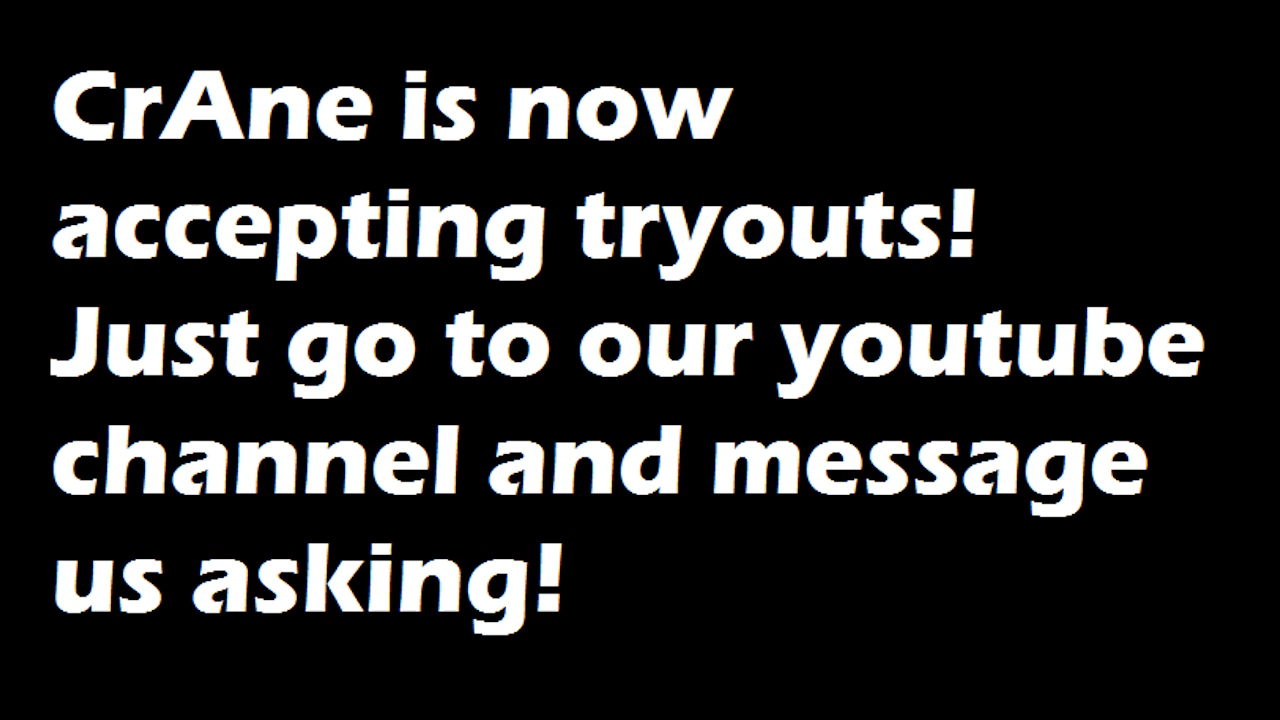 CrAne is now
accepting tryouts!
Just go to our youtube
channel and message
us asking!